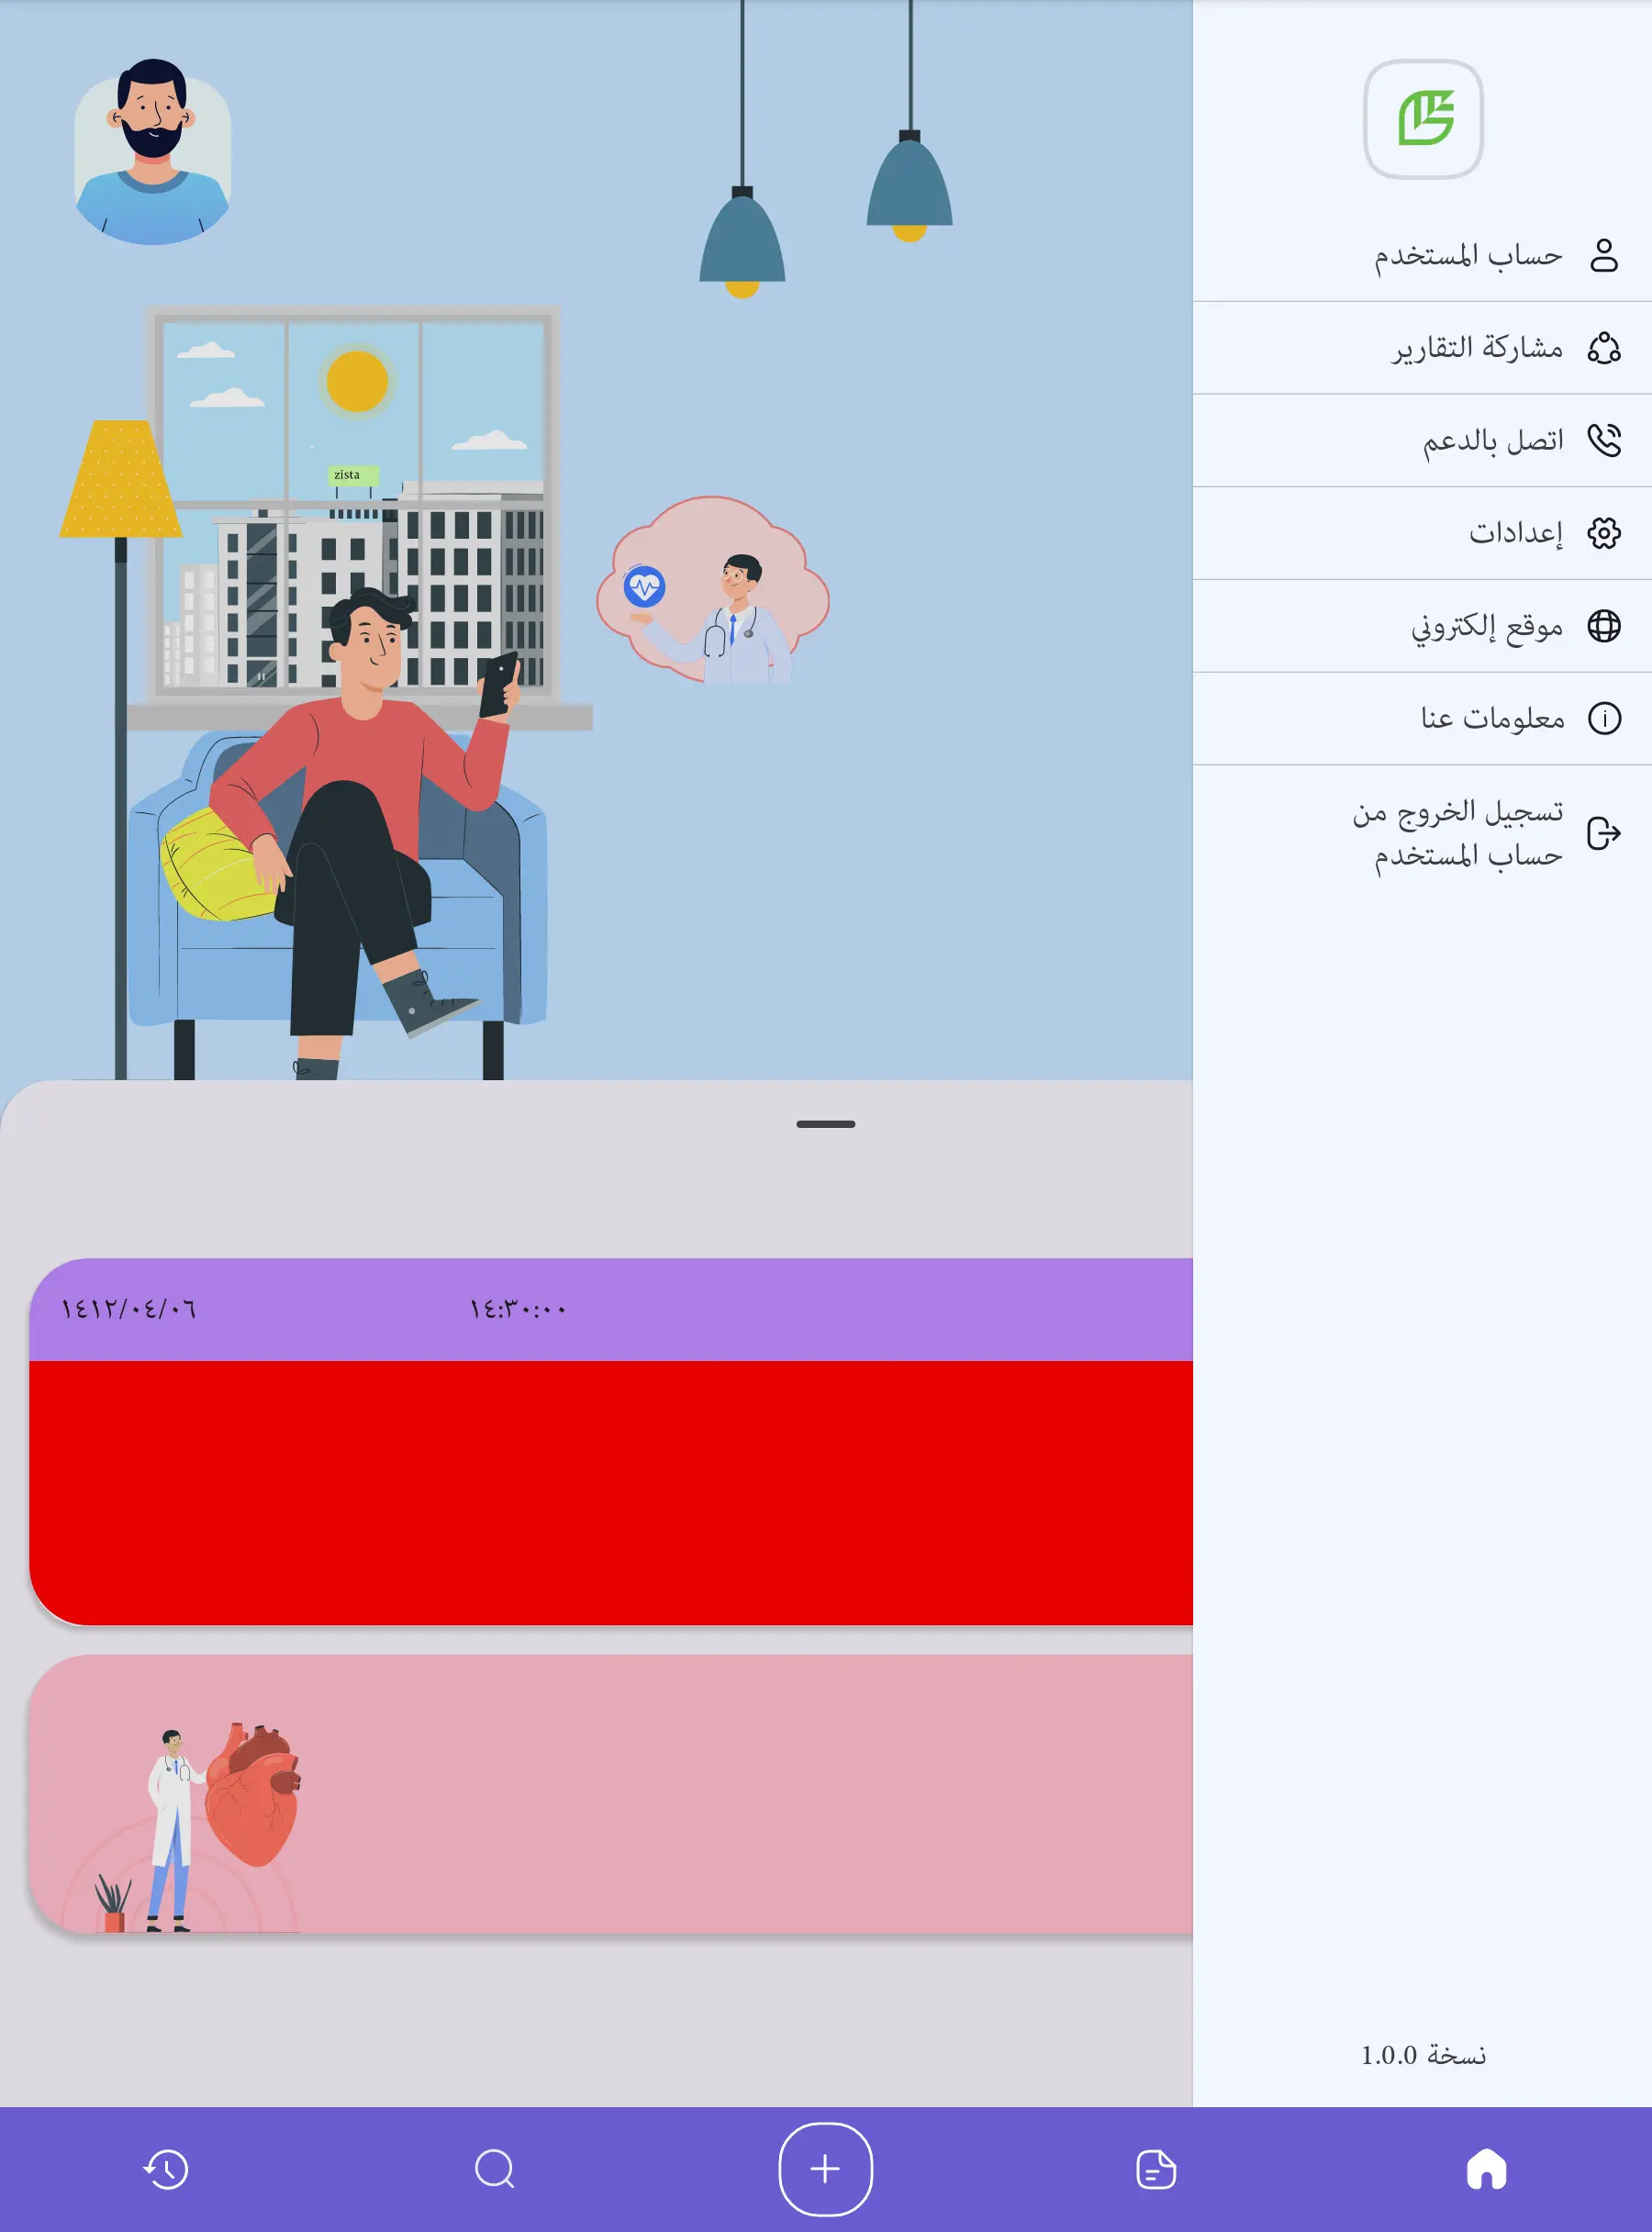 حساب المستخدم
مشاركة التقارير
اتصل بالدعم
إعدادات
موقع إلكتروني
معلومات عنا
تسجيل الخروج من
حساب المستخدم
نسخة 1.0.0
zista
١٤:٣٠:٠٠
١٤١٢/٠٤/٠٦